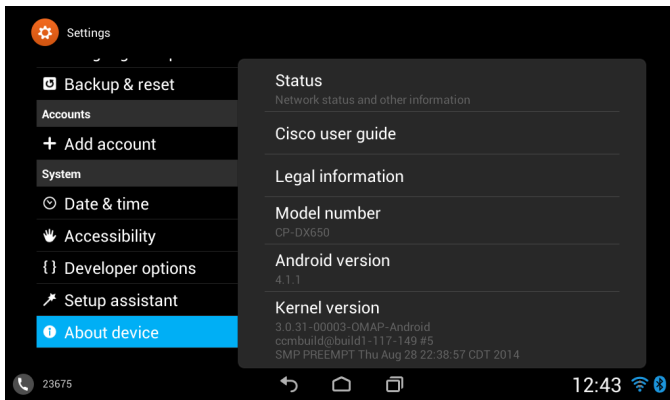 Settings
Backup & reset
Accounts
Add account
System
Date & time
Accessibility
{ } Developer options
Setup assistant
About device
Status
Network status and other information
Cisco user guide
Legal information
Model number
CP-DX650
Android version
4.1.1
Kernel version
3.0.31-00003-OMAP-Android
ccmbuild@build1-117-149 #5
SMP PREEMPT Thu Aug 28 22:38:57 CDT 2014
23675
12:43